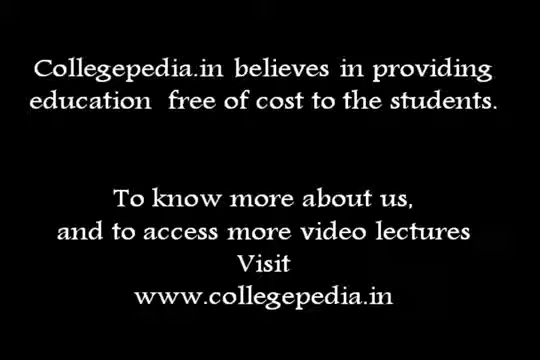 Collegepedia.in believes in providing
education  free of cost to the students.
To know more about us,
and to access more video lectures
Visit
www.collegepedia.in